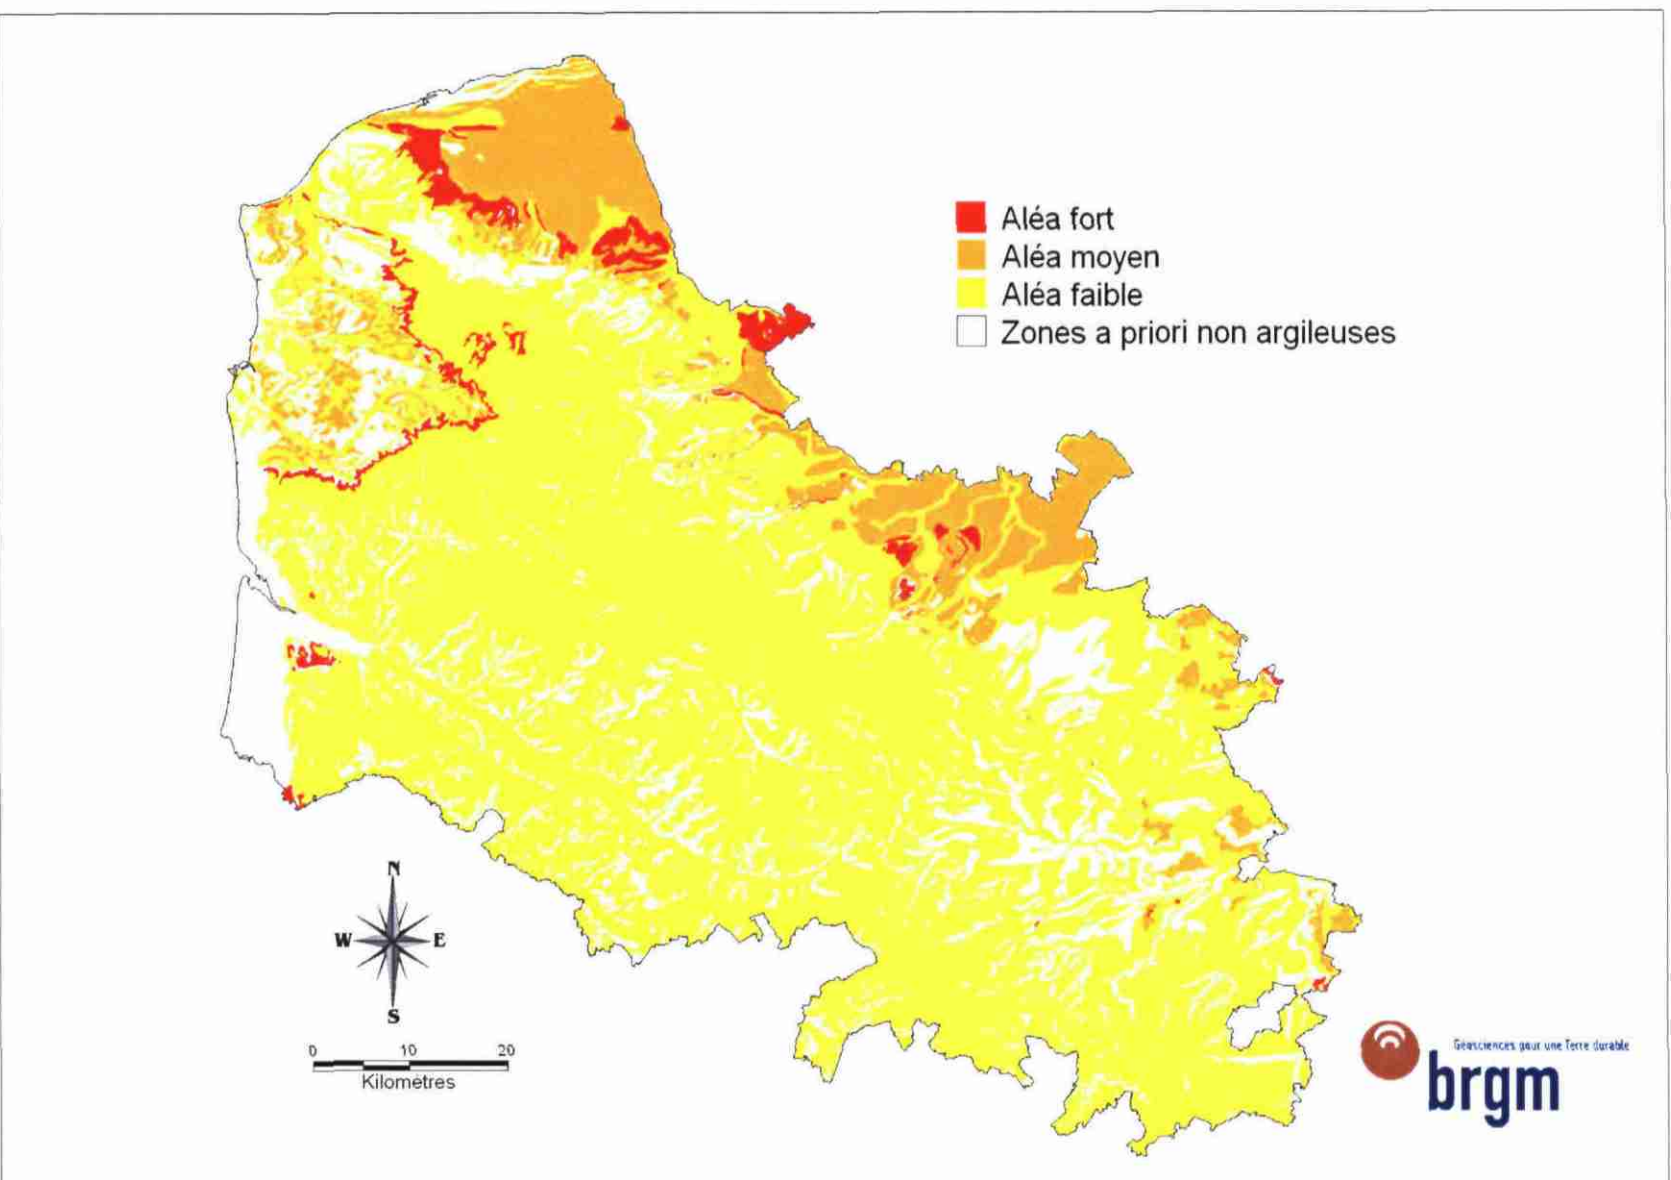 Aléa fort
Aléa moyen
Aléa faible
Zones a priori non argileuses
N
W E
S
0 10 20
Kilomètres
Géosciences pour une Terre durable
brgm